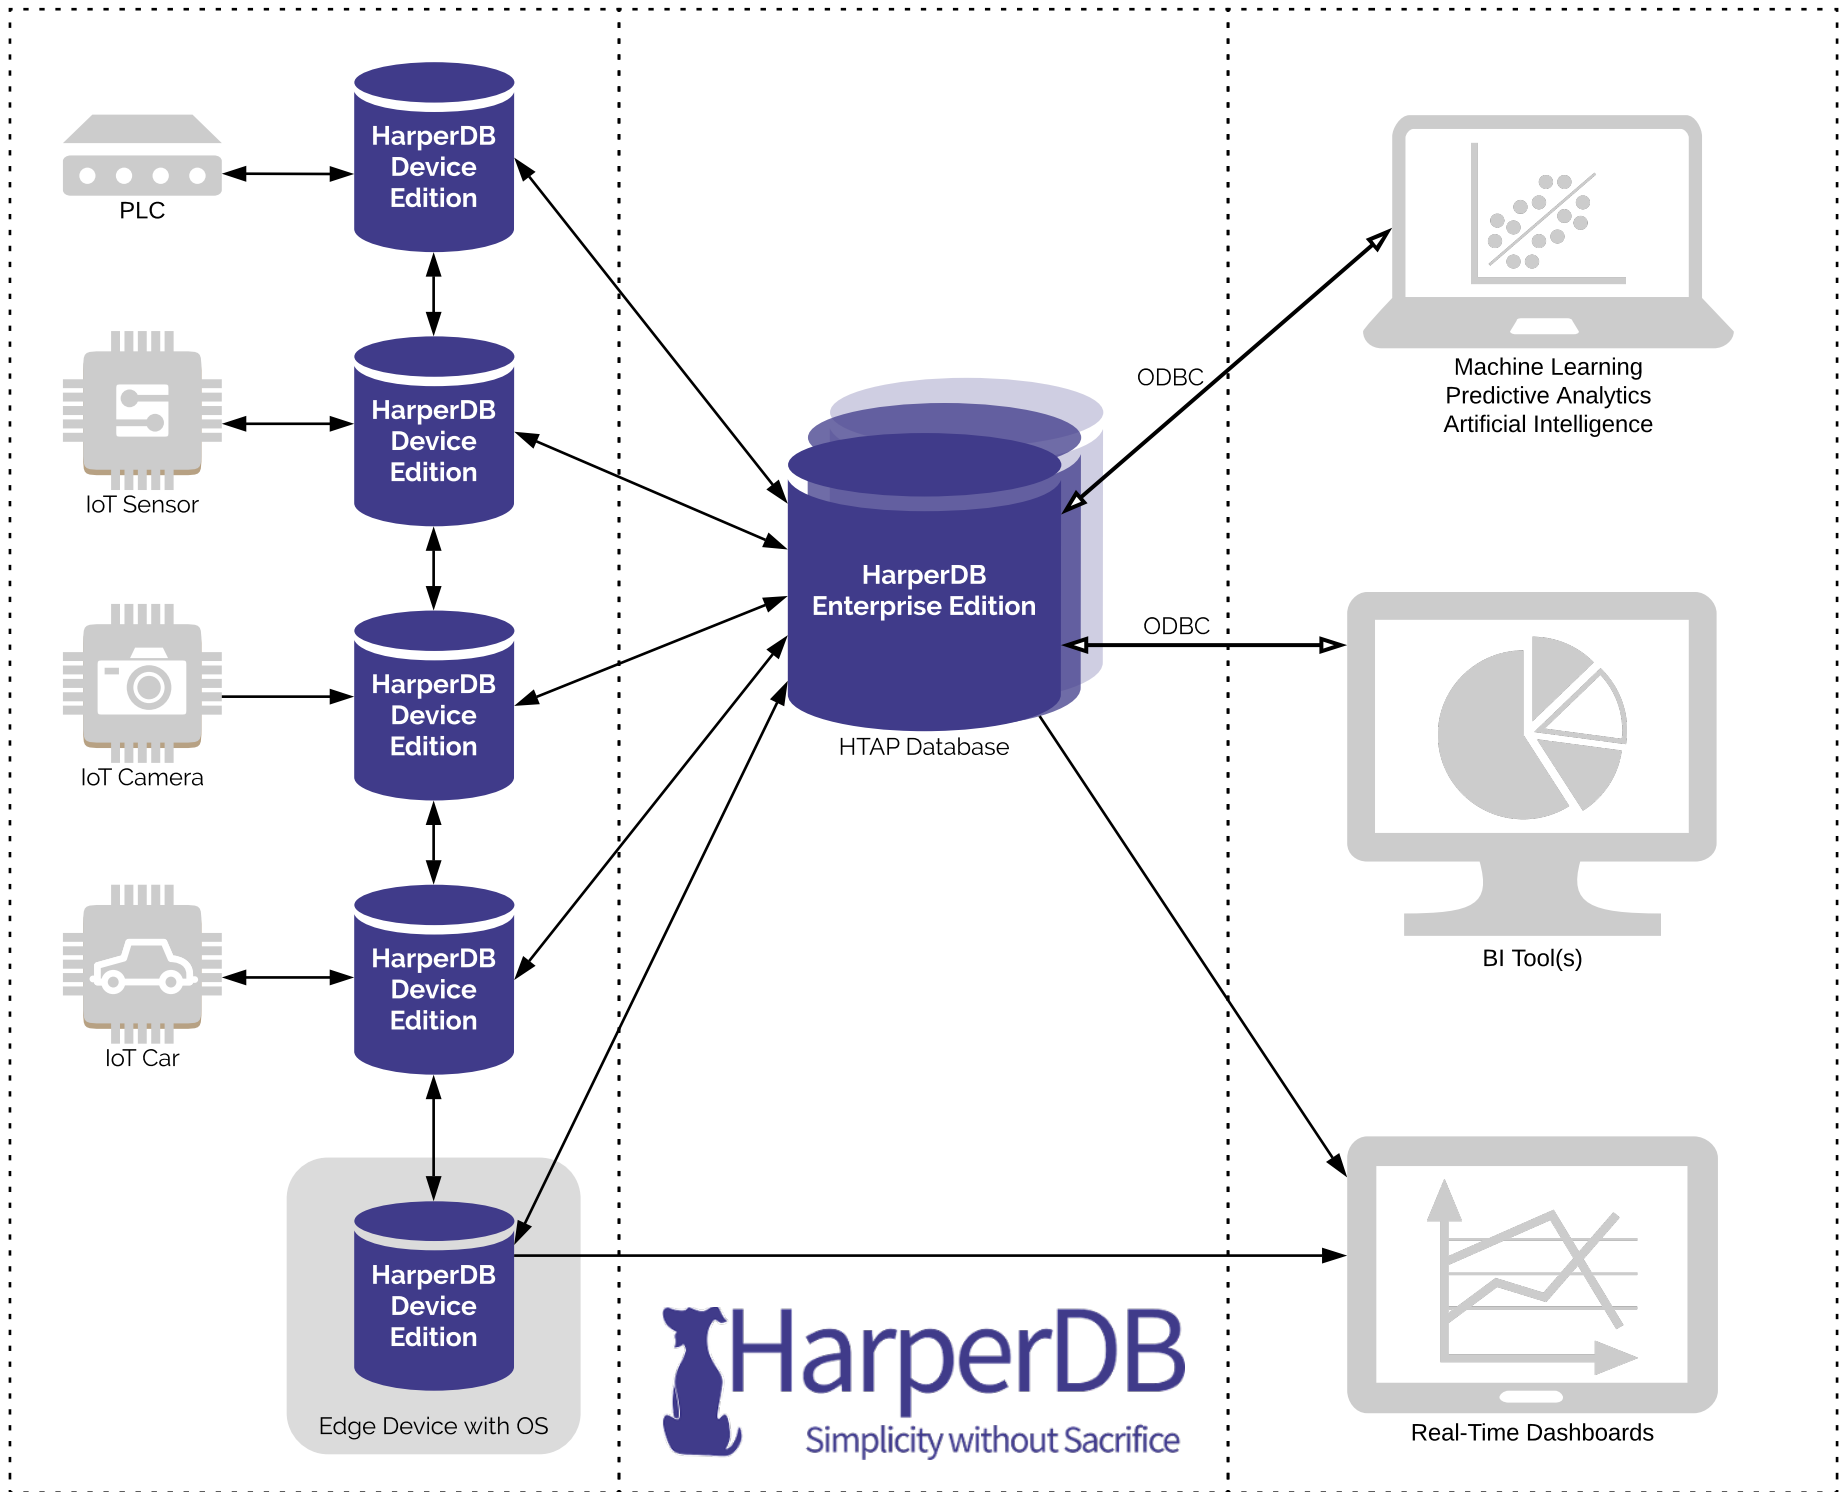 HarperDB
Device
Edition
PLC
HarperDB
Device
Edition
IoT Sensor
HarperDB
Device
Edition
IoT Camera
HarperDB
Device
Edition
IoT Car
HarperDB
Device
Edition
Edge Device with OS
HarperDB
Enterprise Edition
HTAP Database
ODBC
ODBC
HarperDB
Simplicity without Sacrifice
Machine Learning
Predictive Analytics
Artificial Intelligence
BI Tool(s)
Real-Time Dashboards